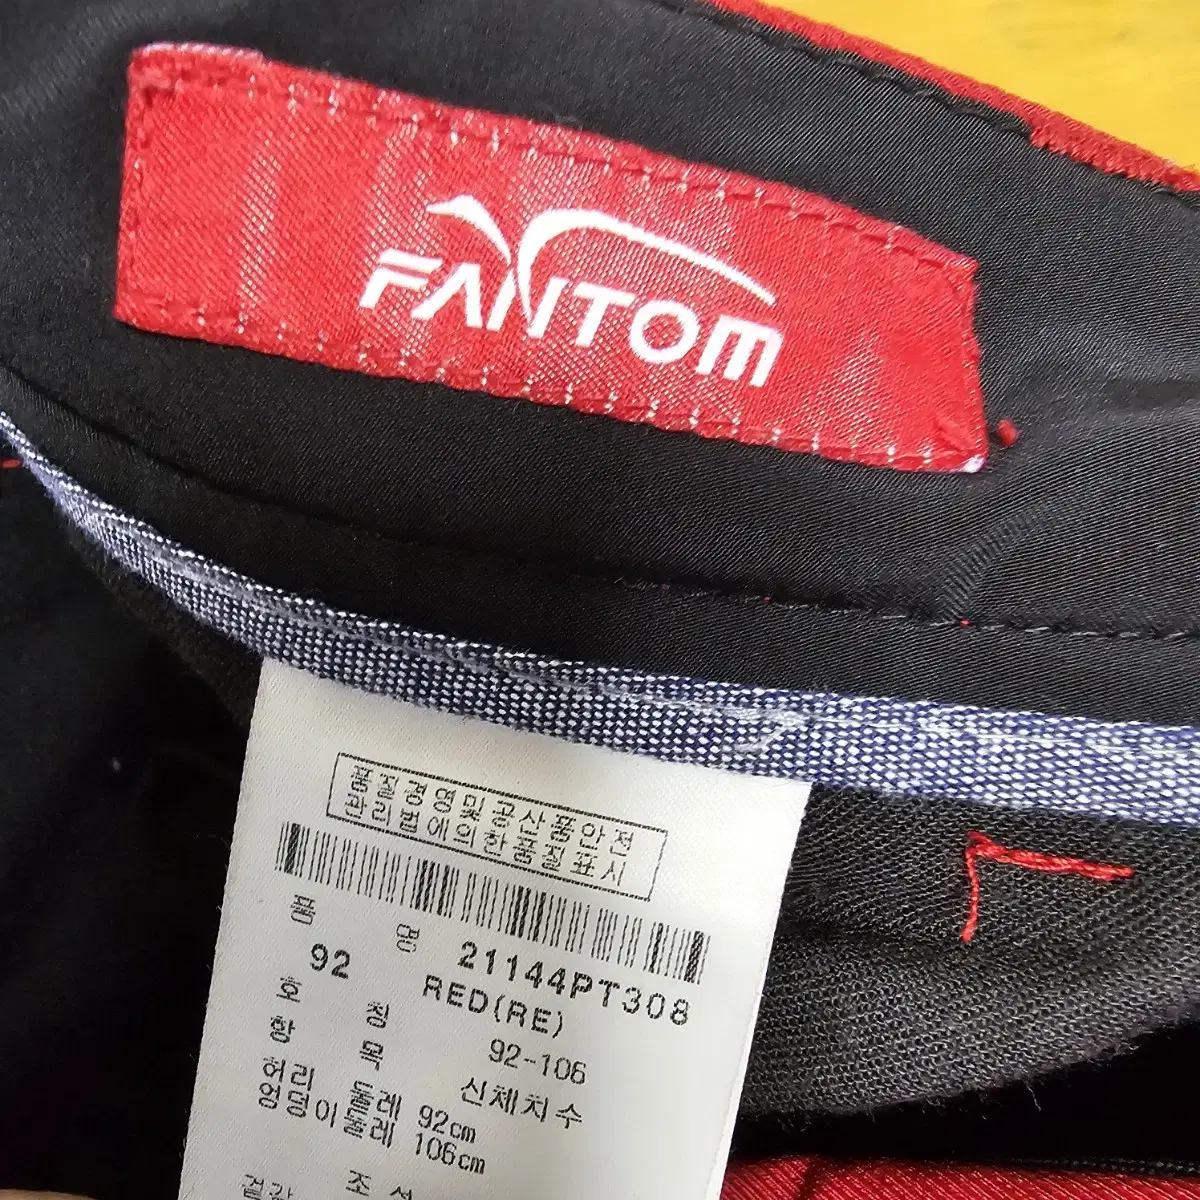 FANTOM
품질경영및공산품안전
관리법에의한품질표시
품 명 21144PT308
92 RED(RE)
호 칭 92-106
항 목 신체치수
허리 둘레 92cm
엉덩이둘레 106cm
겉감 조성